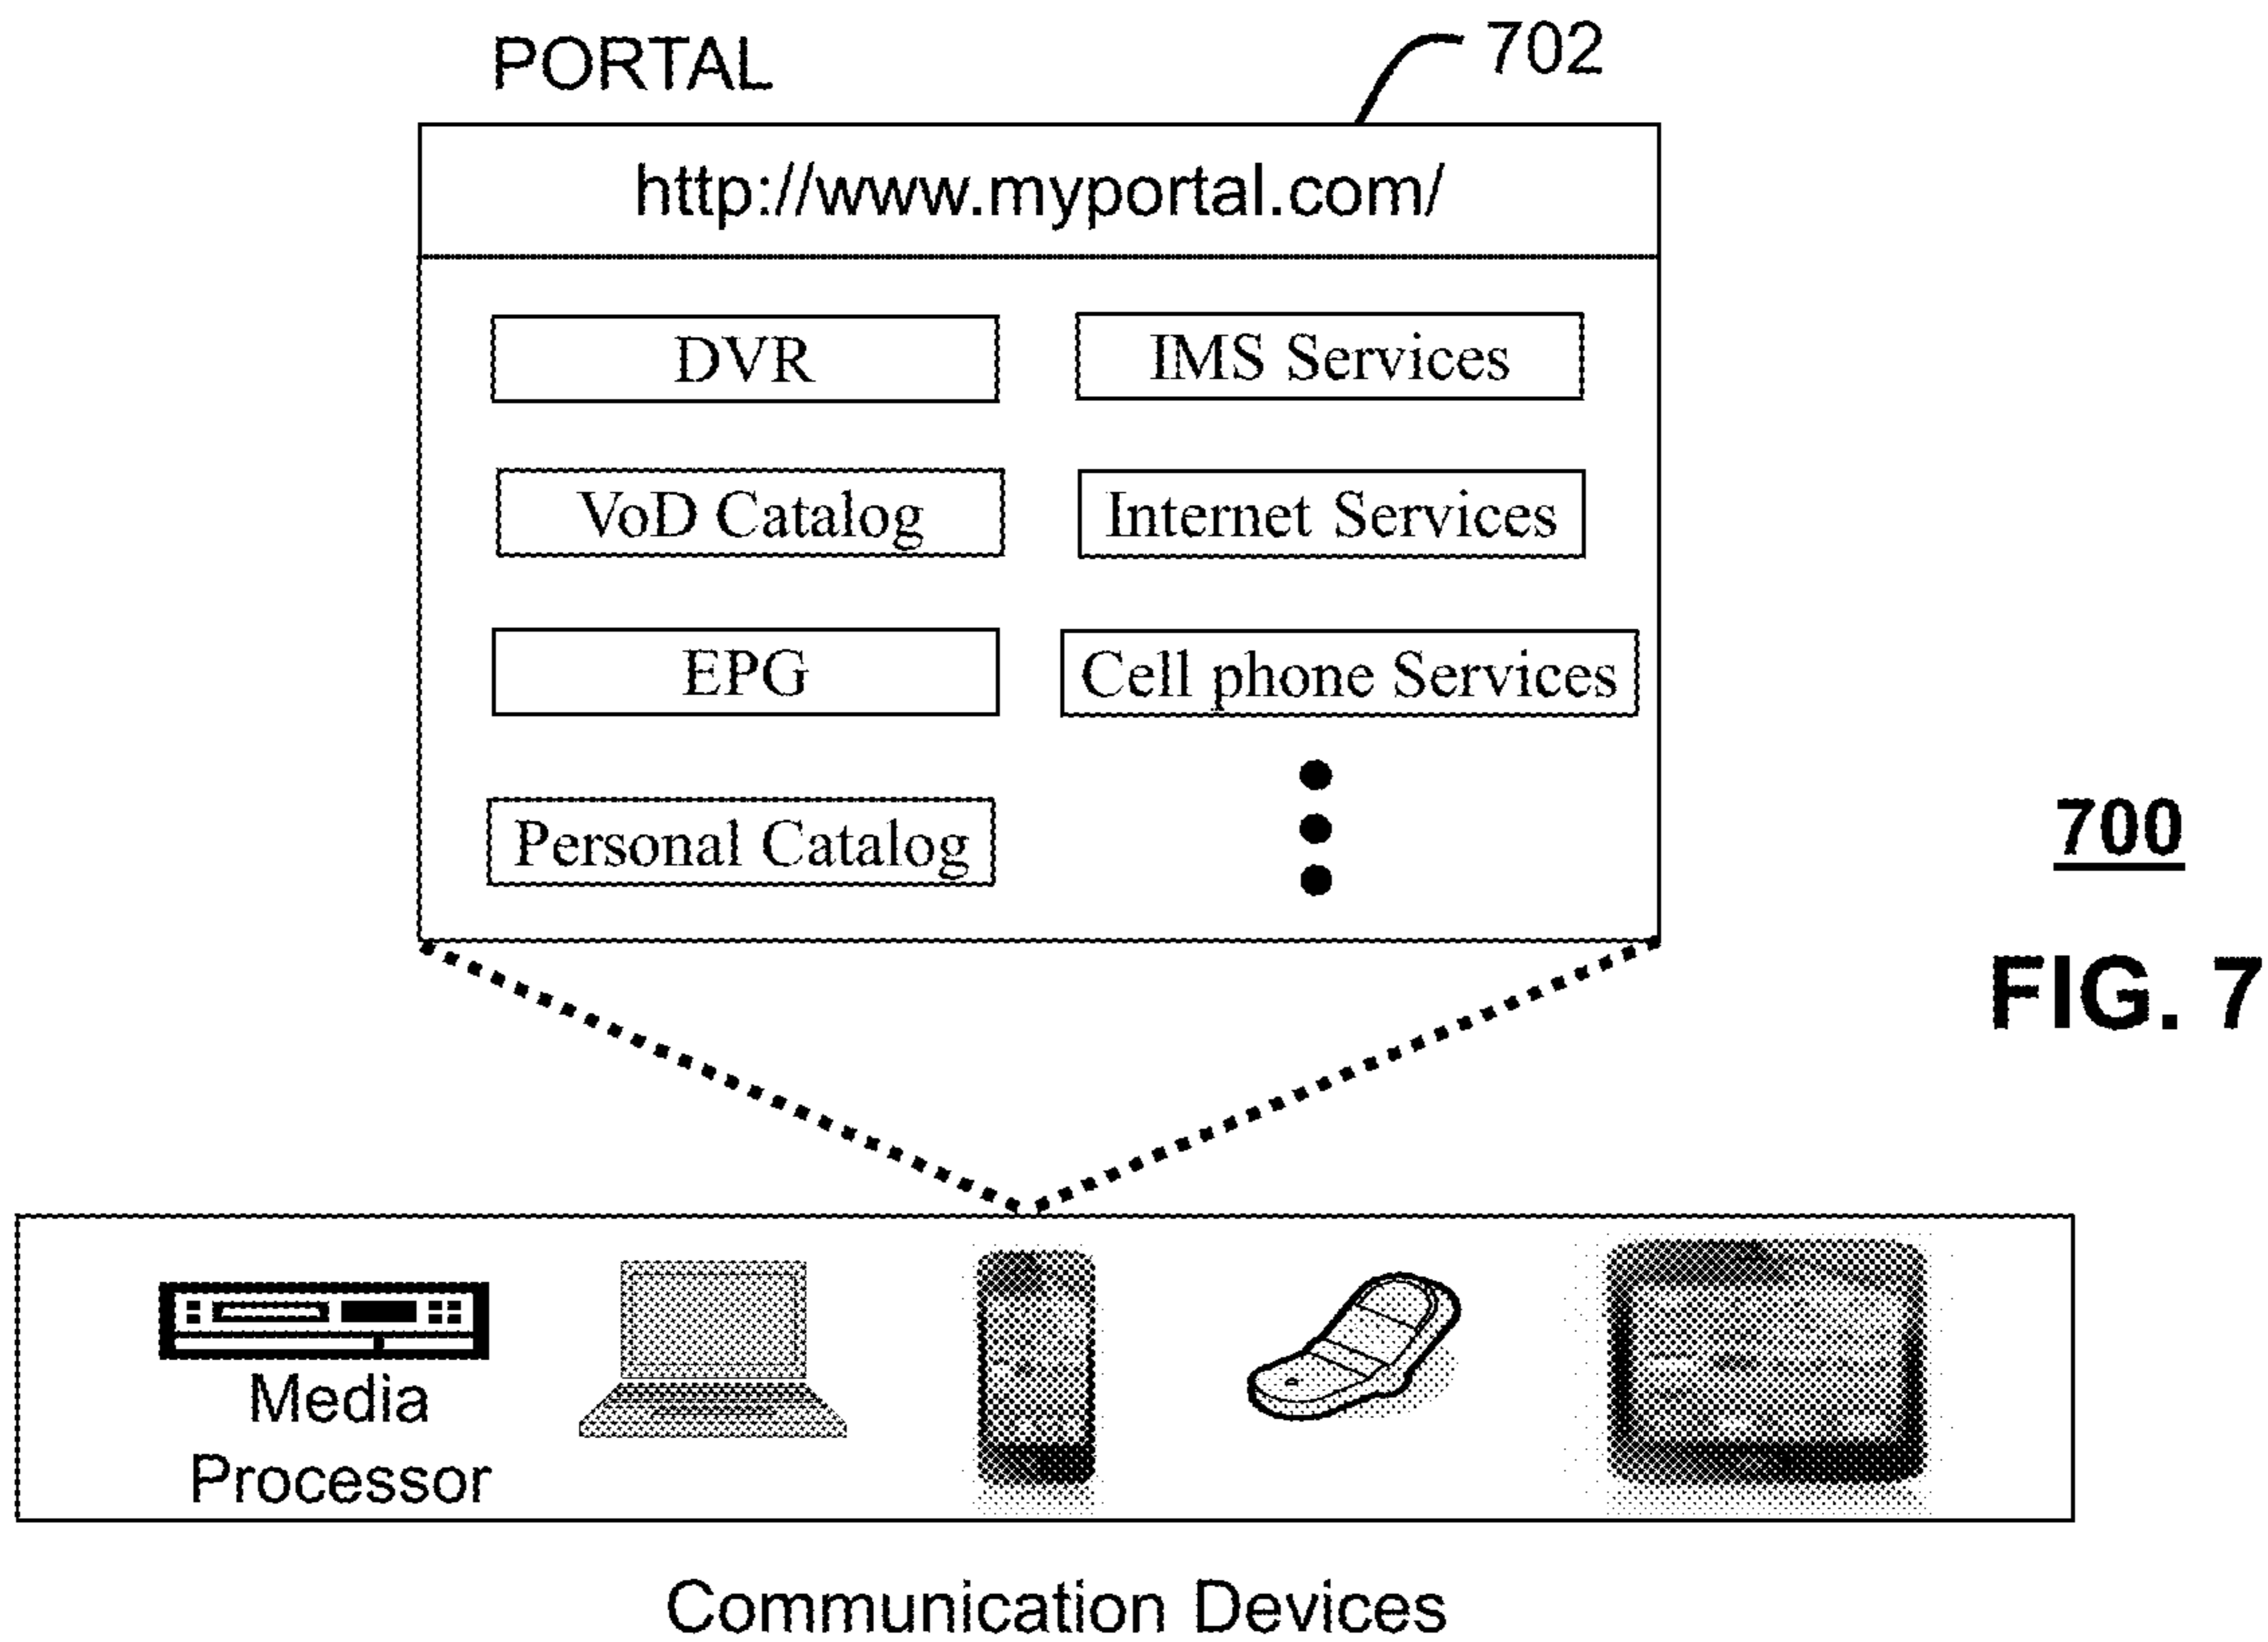 PORTAL
702
http://www.myportal.com/
DVR
IMS Services
VoD Catalog
Internet Services
EPG
Cell phone Services
Personal Catalog
700
FIG. 7
Media
Processor
Communication Devices